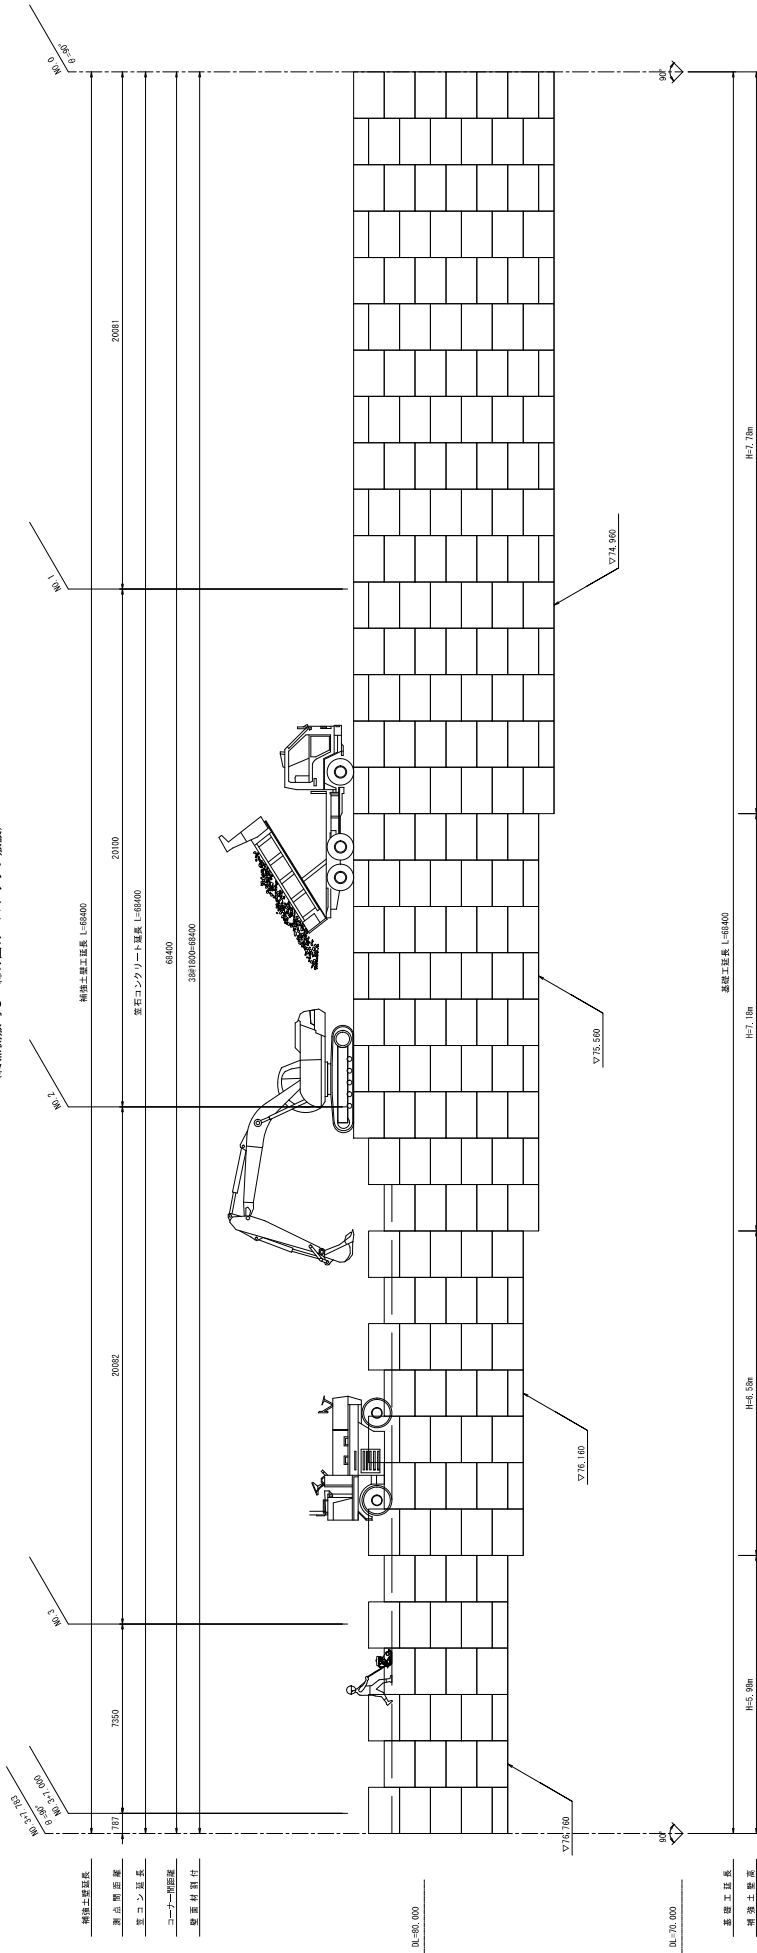 補強土壁延長
補強土壁工延長 L=68400
測点間距離
787
7350
20082
20100
20081
笠コン延長
笠石コンクリート延長 L=68400
コーナー間距離
68400
壁面材割付
38@1800=68400
NO.3+7.783
θ=90°
NO.3+7.000
NO.3
NO.2
NO.1
NO.0
θ=90°
DL=80.000
DL=70.000
▽76.760
▽76.160
▽75.560
▽74.960
90°
90°
基礎工延長
基礎工延長 L=68400
補強土壁高
H=5.98m
H=6.58m
H=7.18m
H=7.78m